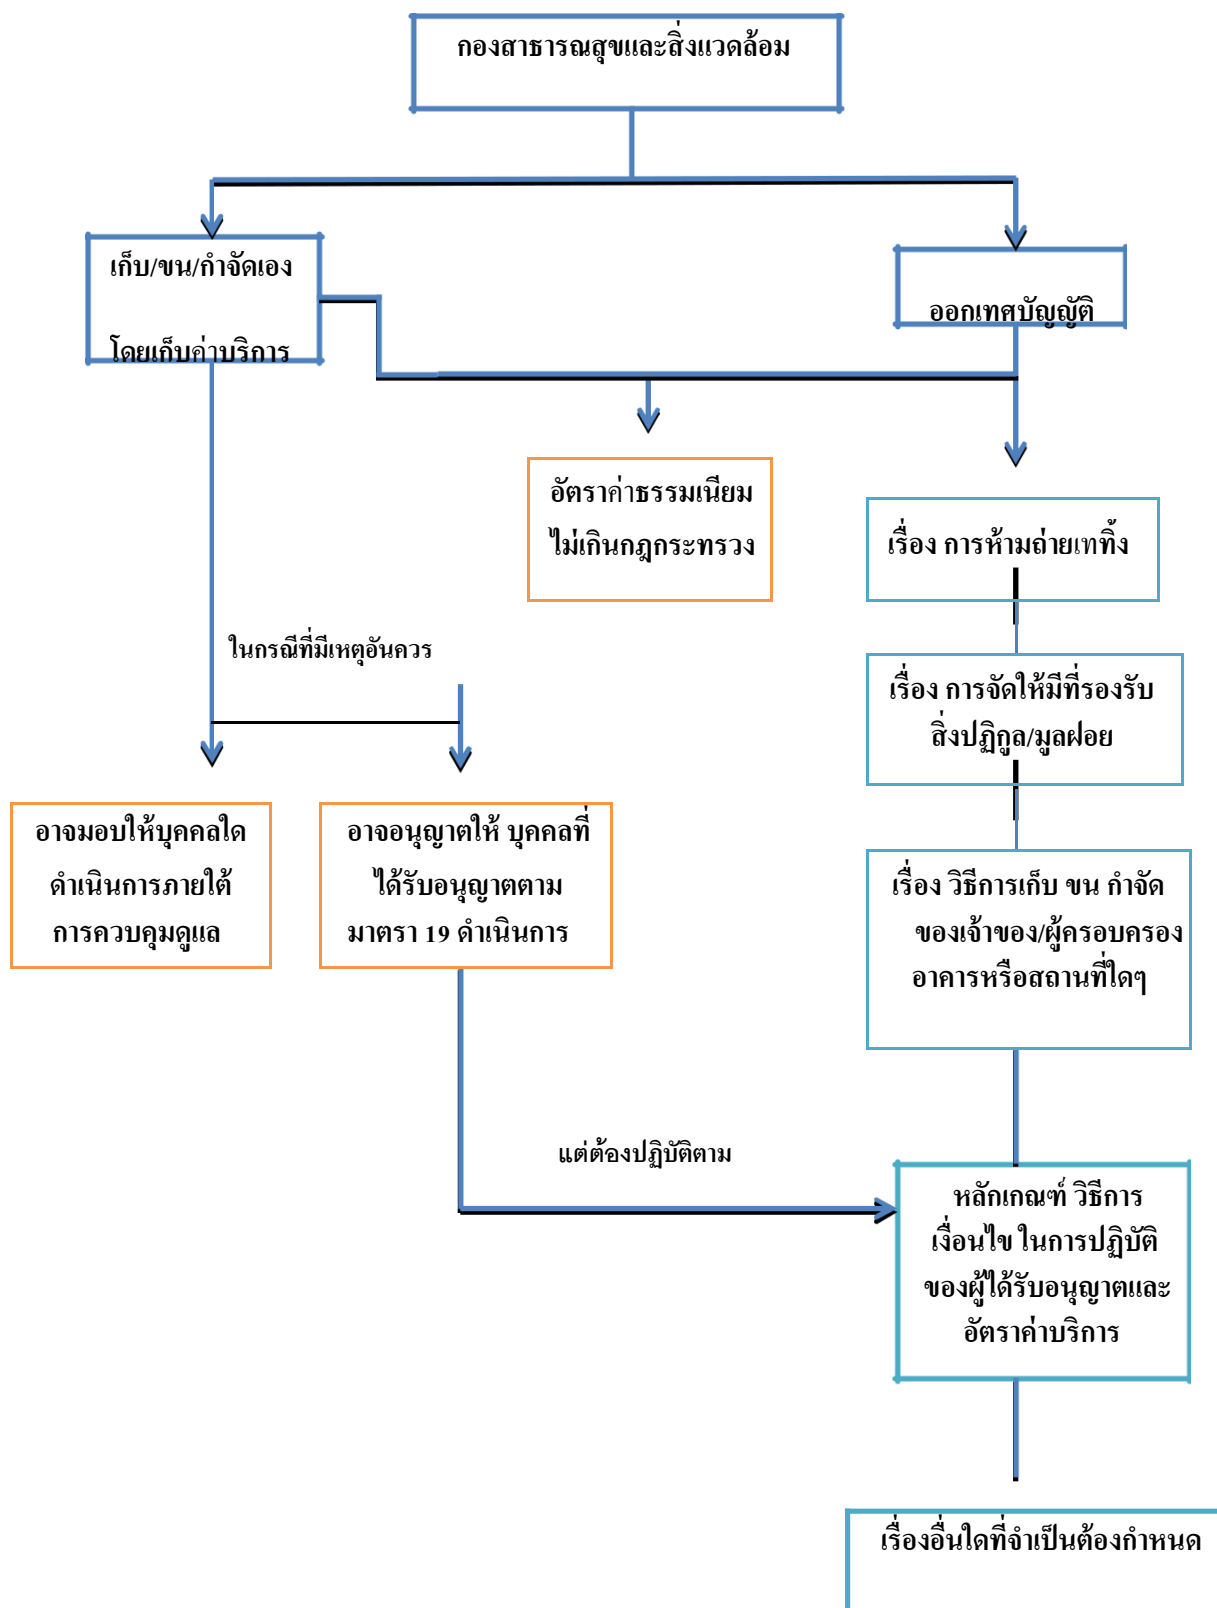 กองสาธารณสุขและสิ่งแวดล้อม
เก็บ/ขน/กำจัดเอง
โดยเก็บค่าบริการ
ออกเทศบัญญัติ
อัตราค่าธรรมเนียม
ไม่เกินกฎกระทรวง
เรื่อง การห้ามถ่ายเททิ้ง
ในกรณีที่มีเหตุอันควร
เรื่อง การจัดให้มีที่รองรับ
สิ่งปฏิกูล/มูลฝอย
อาจมอบให้บุคคลใด
ดำเนินการภายใต้
การควบคุมดูแล
อาจอนุญาตให้ บุคคลที่
ได้รับอนุญาตตาม
มาตรา 19 ดำเนินการ
เรื่อง วิธีการเก็บ ขน กำจัด
ของเจ้าของ/ผู้ครอบครอง
อาคารหรือสถานที่ใดๆ
แต่ต้องปฏิบัติตาม
หลักเกณฑ์ วิธีการ
เงื่อนไข ในการปฏิบัติ
ของผู้ได้รับอนุญาตและ
อัตราค่าบริการ
เรื่องอื่นใดที่จำเป็นต้องกำหนด